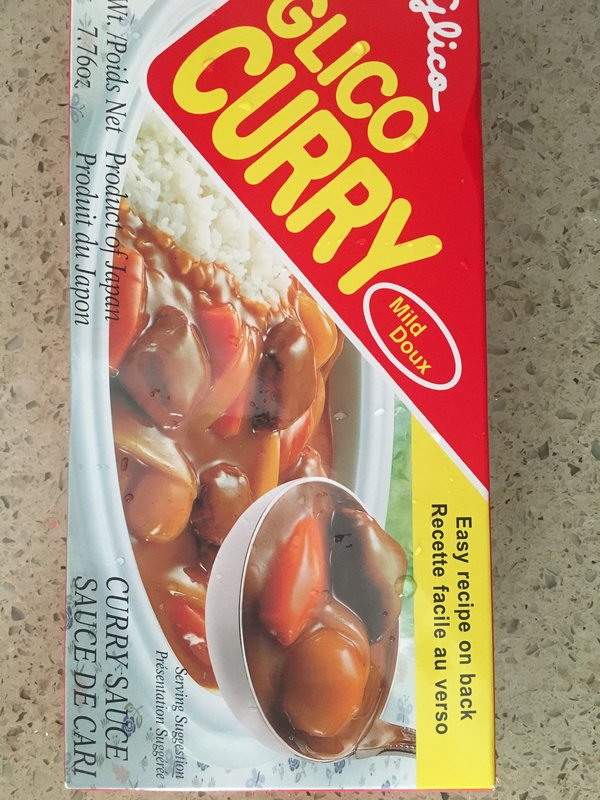 Glico
GLICO
CURRY
Mild
Doux
Easy recipe on back
Recette facile au verso
Wt./Poids Net
7.76oz
Product of Japan
Produit du Japon
Serving Suggestion
Présentation Suggérée
CURRY SAUCE
SAUCE DE CARI